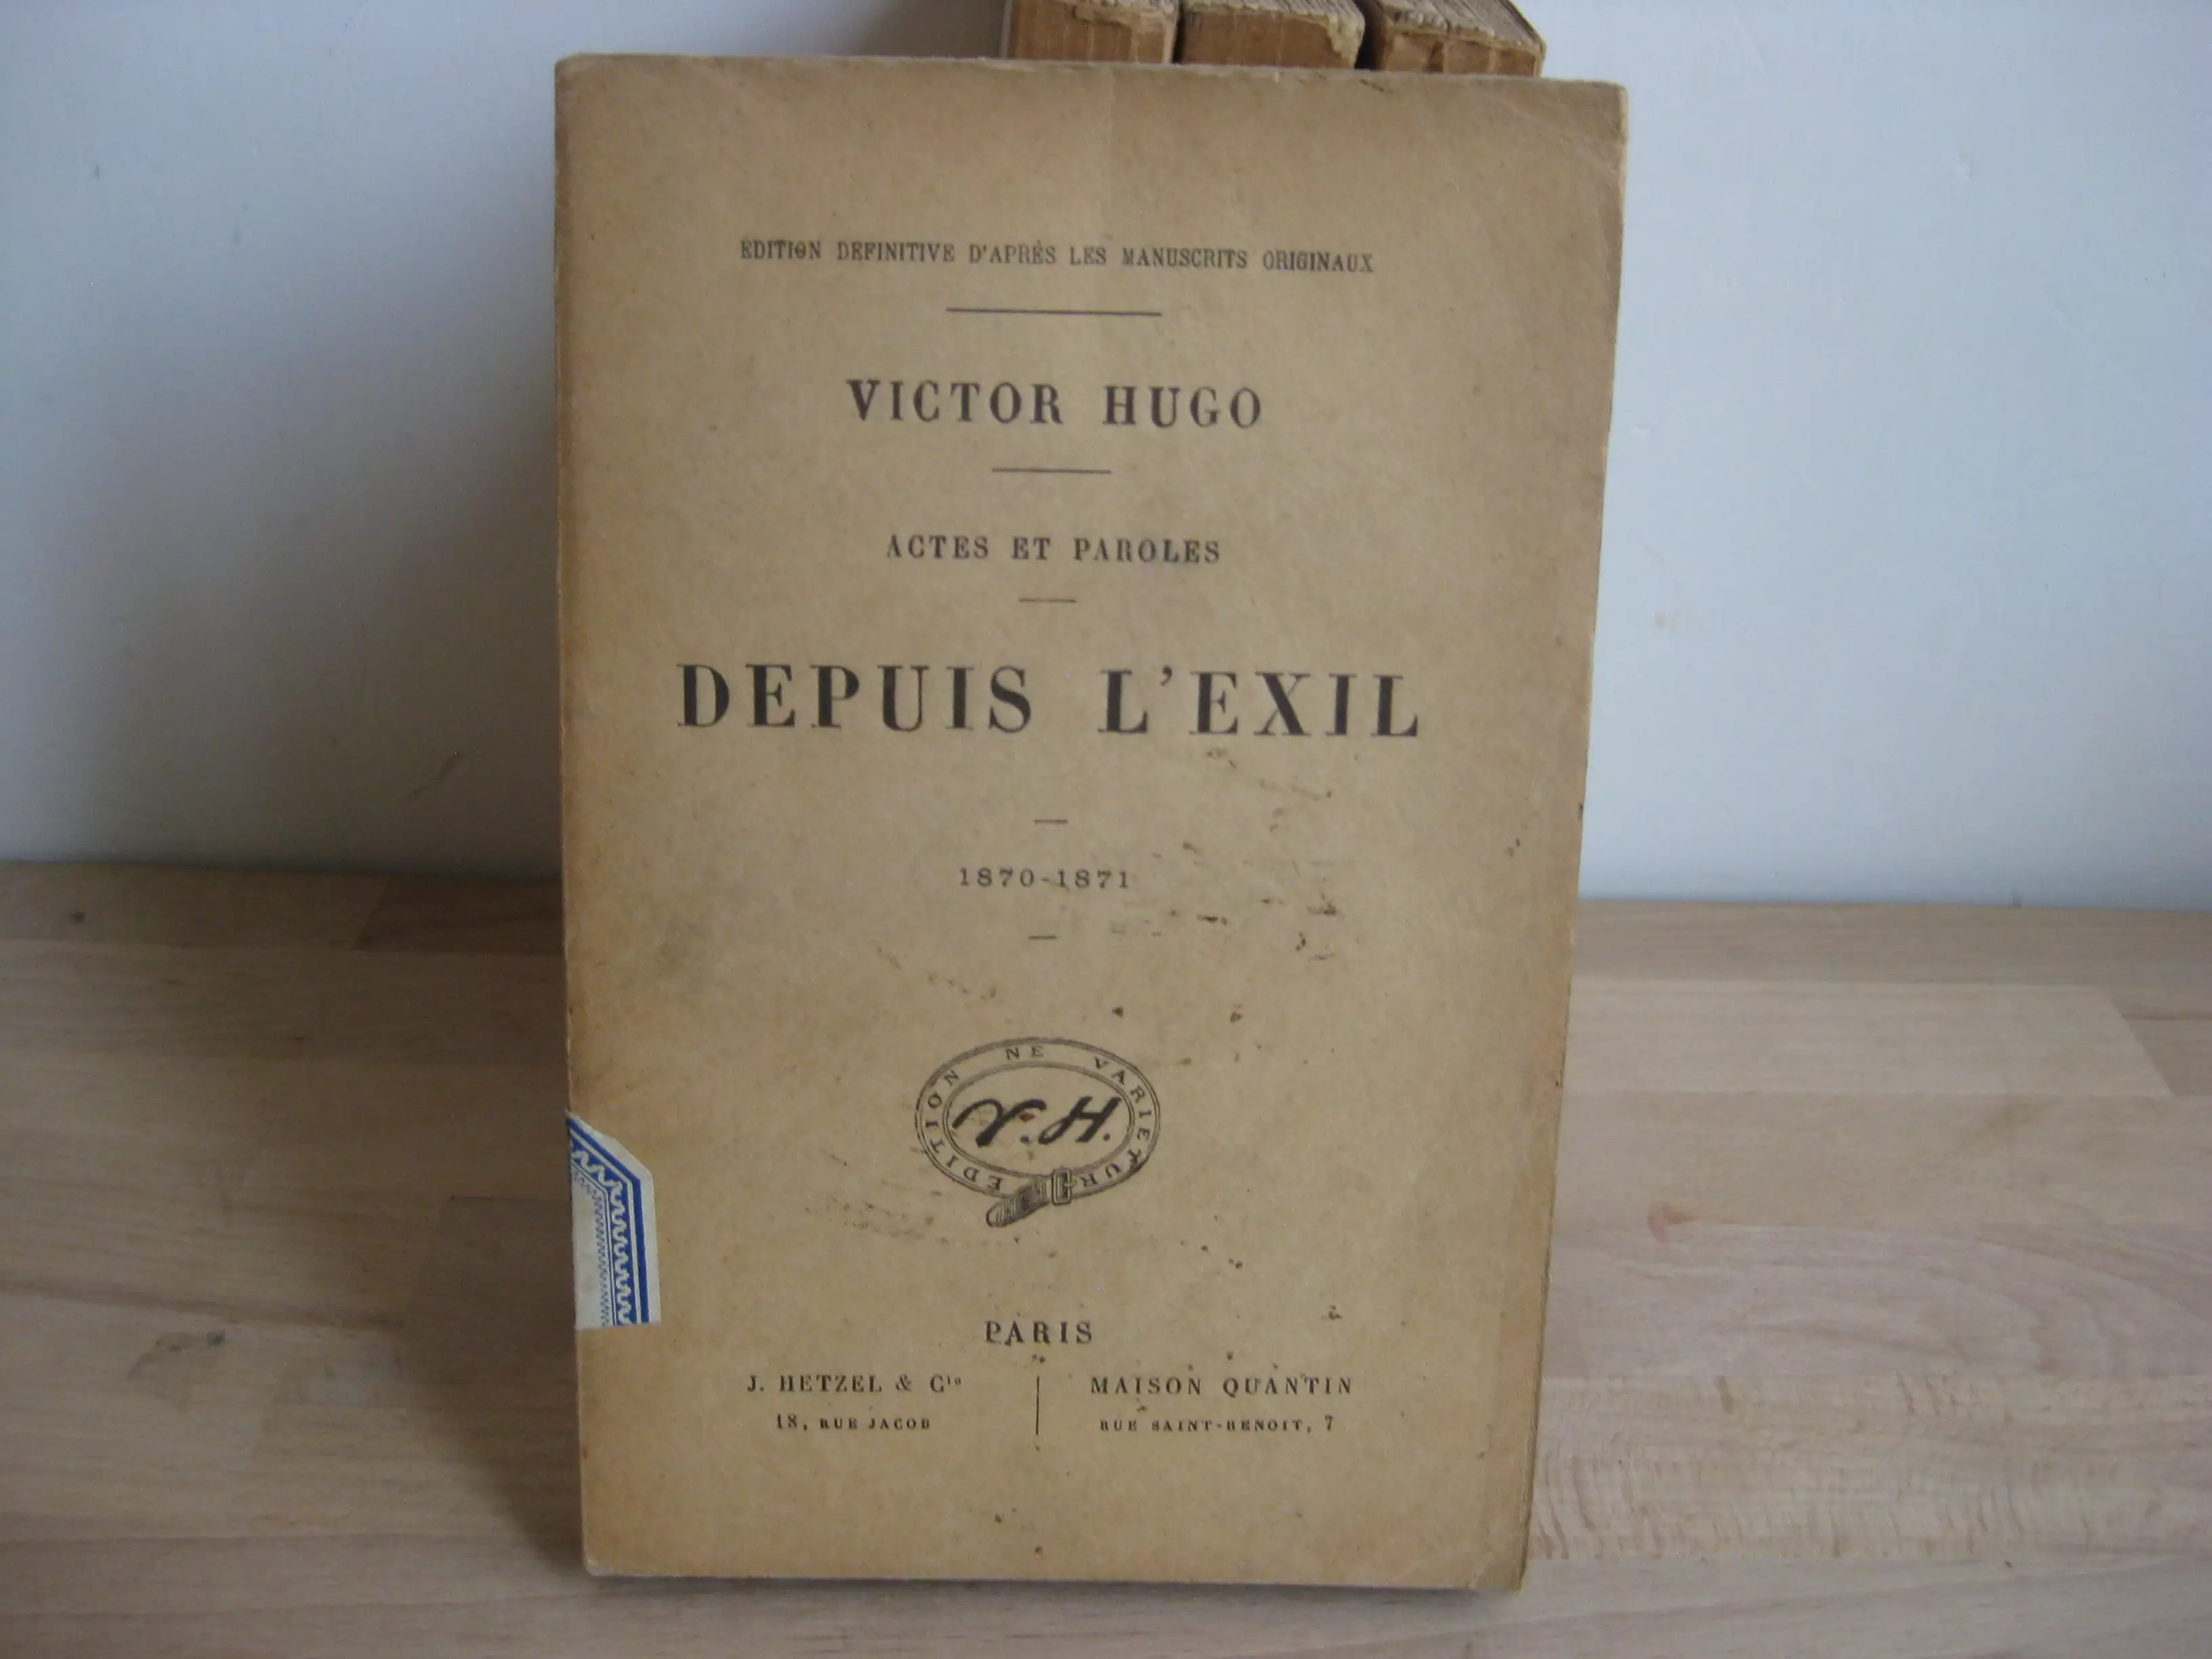 EDITION DEFINITIVE D'APRÈS LES MANUSCRITS ORIGINAUX
VICTOR HUGO
ACTES ET PAROLES
DEPUIS L'EXIL
1870-1871
ÉDITION NE VARIETUR
V. H.
PARIS
J. HETZEL & Cie
18, RUE JACOB
MAISON QUANTIN
RUE SAINT-BENOIT, 7